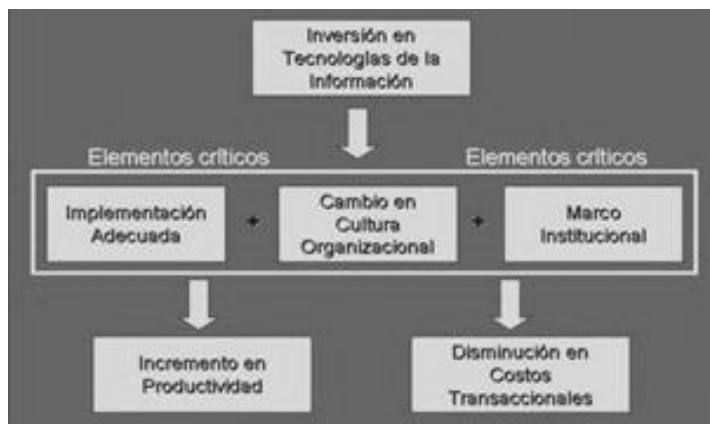 Inversión en
Tecnologías de la
Información
Elementos críticos
Elementos críticos
Implementación
Adecuada
+
Cambio en
Cultura
Organizacional
+
Marco
Institucional
Incremento en
Productividad
Disminución en
Costos
Transaccionales